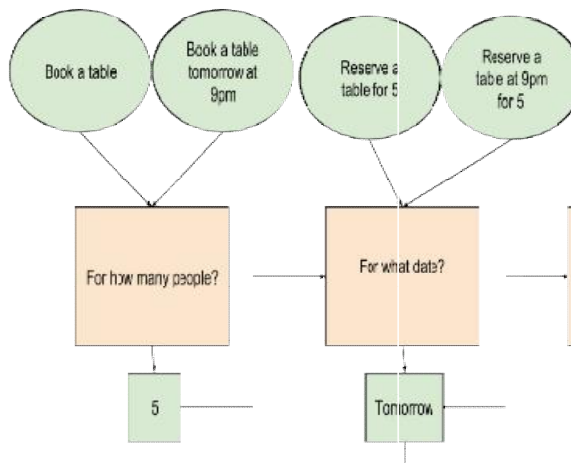 Book a table
Book a table
tomorrow at
9pm
Reserve a
table for 5
Reserve a
tabe at 9pm
for 5
For how many people?
For what date?
5
Tomorrow